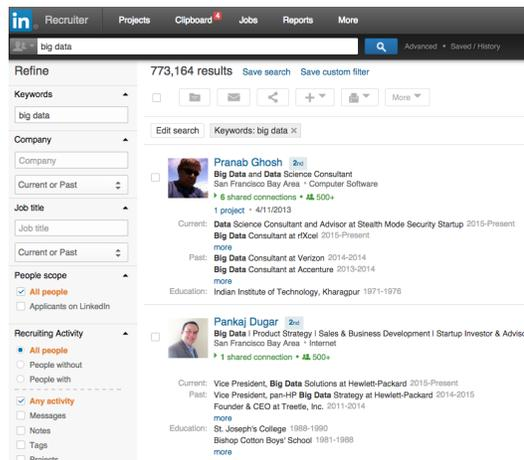 in Recruiter Projects Clipboard 4 Jobs Reports More
big data Advanced • Saved / History
Refine
Keywords
big data
Company
Company
Current or Past
Job title
Job title
Current or Past
People scope
All people
Applicants on LinkedIn
Recruiting Activity
All people
People without
People with
Any activity
Messages
Notes
Tags
Projects
773,164 results Save search Save custom filter
More
Edit search Keywords: big data ×
Pranab Ghosh 2nd
Big Data and Data Science Consultant
San Francisco Bay Area • Computer Software
6 shared connections • 500+
1 project • 4/11/2013
Current: Data Science Consultant and Advisor at Stealth Mode Security Startup 2015-Present
Big Data Consultant at rfXcel 2015-Present
more
Past: Big Data Consultant at Verizon 2014-2014
Big Data Consultant at Accenture 2013-2014
more
Education: Indian Institute of Technology, Kharagpur 1971-1976
Pankaj Dugar 2nd
Big Data I Product Strategy I Sales & Business Development I Startup Investor & Adviso
San Francisco Bay Area • Internet
1 shared connection • 500+
Current: Vice President, Big Data Solutions at Hewlett-Packard 2015-Present
Past: Vice President, pan-HP Big Data Strategy at Hewlett-Packard 2014-2015
Founder & CEO at Treetle, Inc. 2011-2014
more
Education: St. Joseph's College 1988-1990
Bishop Cotton Boys' School 1981-1988
more